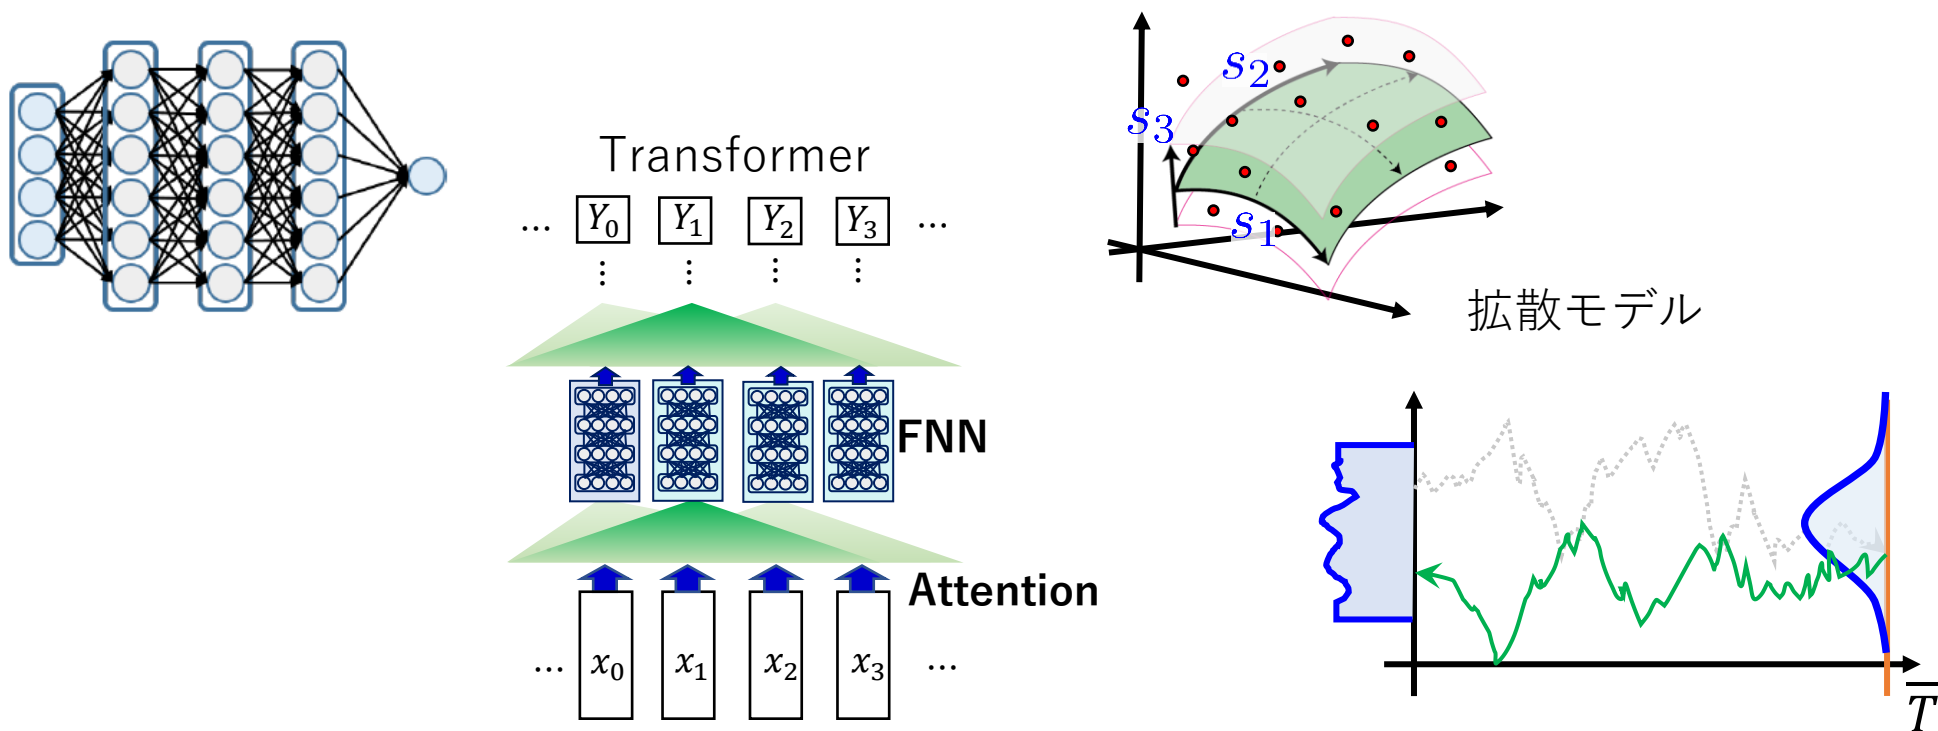 Transformer
... Y₀ Y₁ Y₂ Y₃ ...
FNN
Attention
... x₀ x₁ x₂ x₃ ...
s₂
s₃
s₁
拡散モデル
T̅